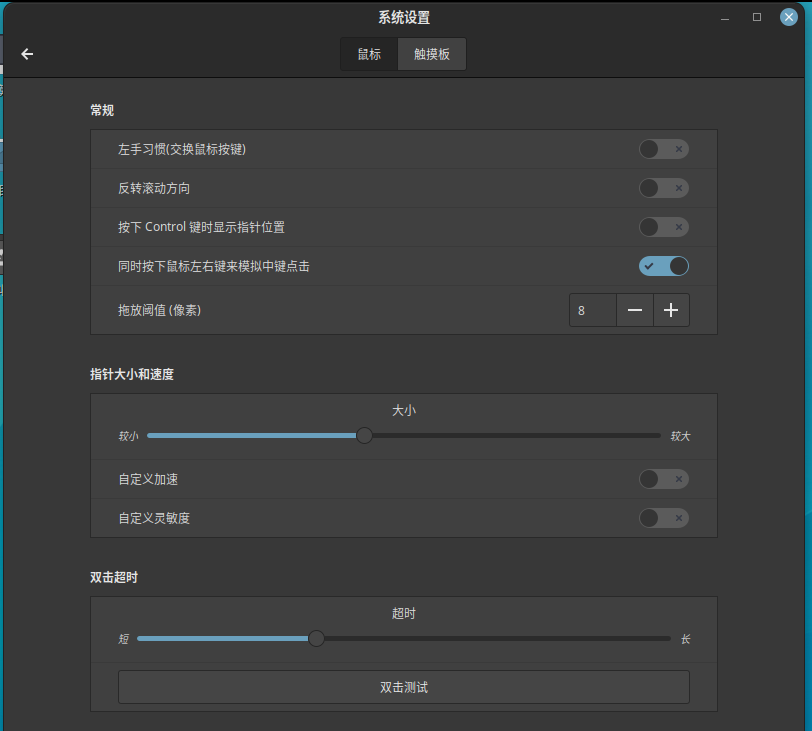 系统设置
鼠标 触摸板
常规
左手习惯(交换鼠标按键)
反转滚动方向
按下 Control 键时显示指针位置
同时按下鼠标左右键来模拟中键点击
拖放阈值 (像素) 8
指针大小和速度
大小
较小 较大
自定义加速
自定义灵敏度
双击超时
超时
短 长
双击测试